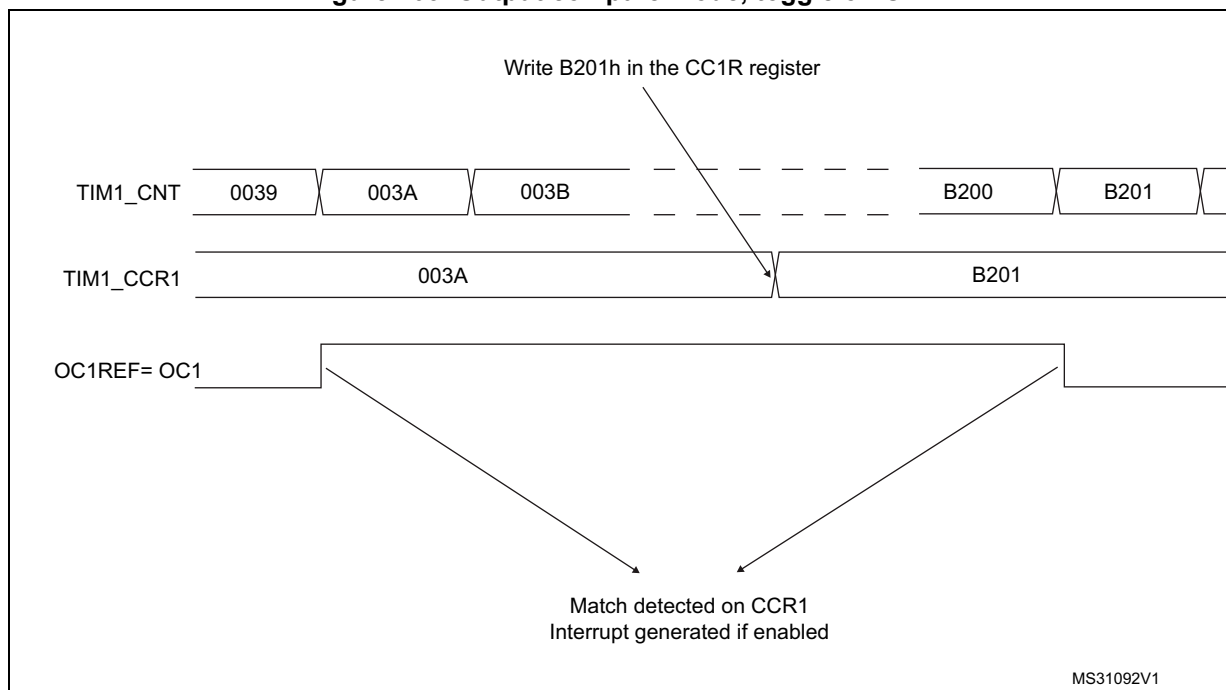 Write B201h in the CC1R register
TIM1_CNT 0039 003A 003B B200 B201
TIM1_CCR1 003A B201
OC1REF= OC1
Match detected on CCR1
Interrupt generated if enabled
MS31092V1